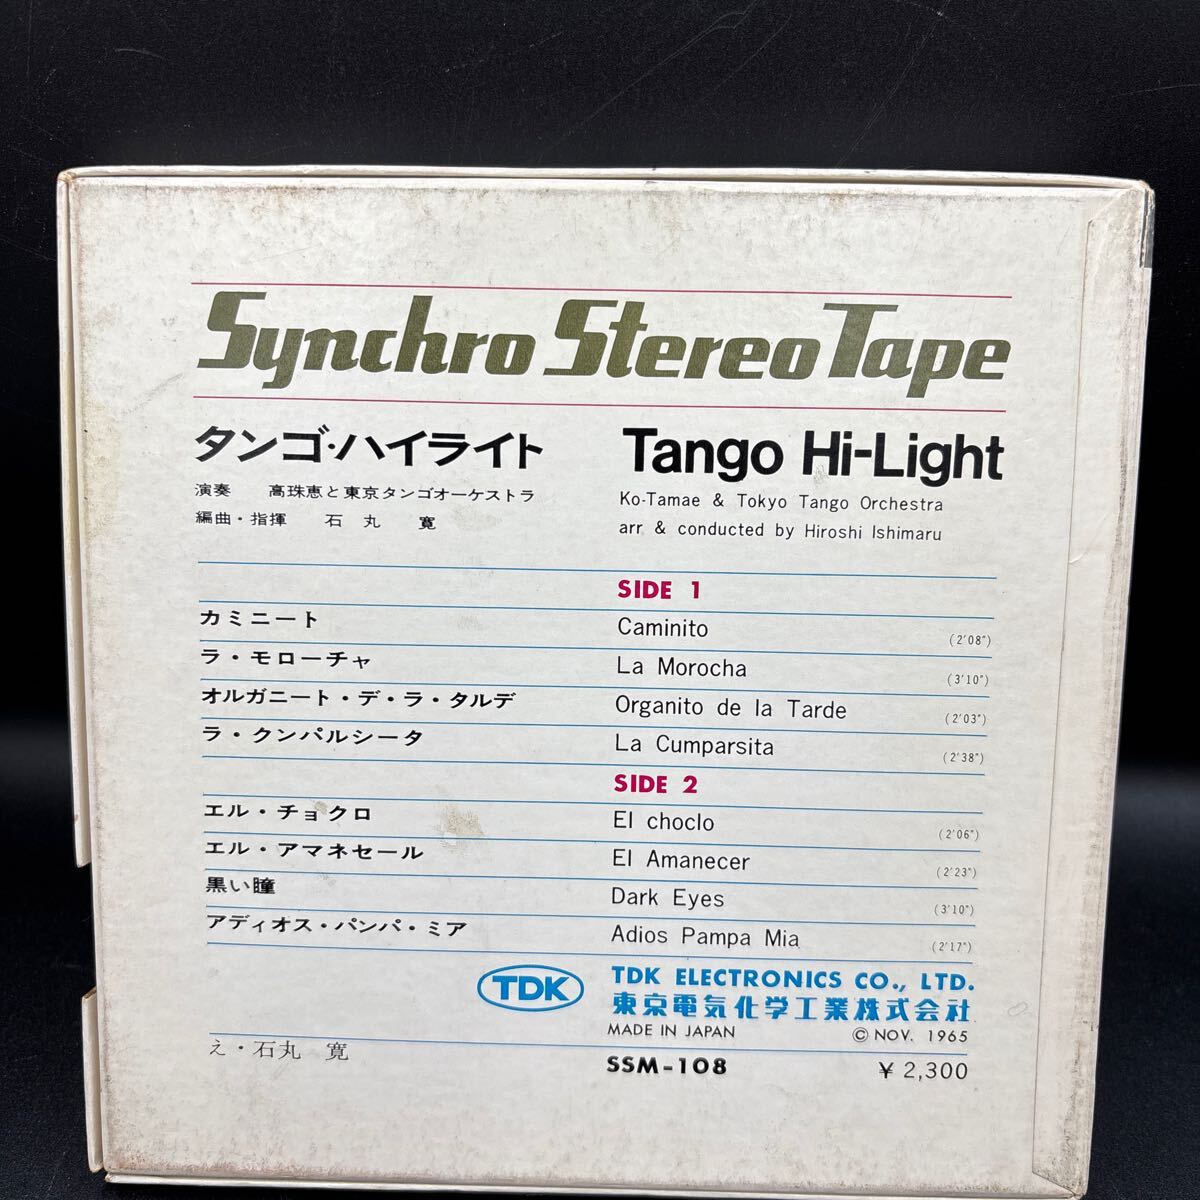 Synchro Stereo Tape
タンゴ・ハイライト Tango Hi-Light
演奏 高珠恵と東京タンゴオーケストラ Ko-Tamae & Tokyo Tango Orchestra
編曲・指揮 石丸 寛 arr & conducted by Hiroshi Ishimaru
SIDE 1
カミニート Caminito (2'08")
ラ・モローチャ La Morocha (3'10")
オルガニート・デ・ラ・タルデ Organito de la Tarde (2'03")
ラ・クンパルシータ La Cumparsita (2'38")
SIDE 2
エル・チョクロ El choclo (2'06")
エル・アマネセール El Amanecer (2'23")
黒い瞳 Dark Eyes (3'10")
アディオス・パンパ・ミア Adios Pampa Mia (2'17")
TDK TDK ELECTRONICS CO., LTD.
東京電気化学工業株式会社
MADE IN JAPAN © NOV. 1965
え・石丸 寛 SSM-108 ¥ 2,300